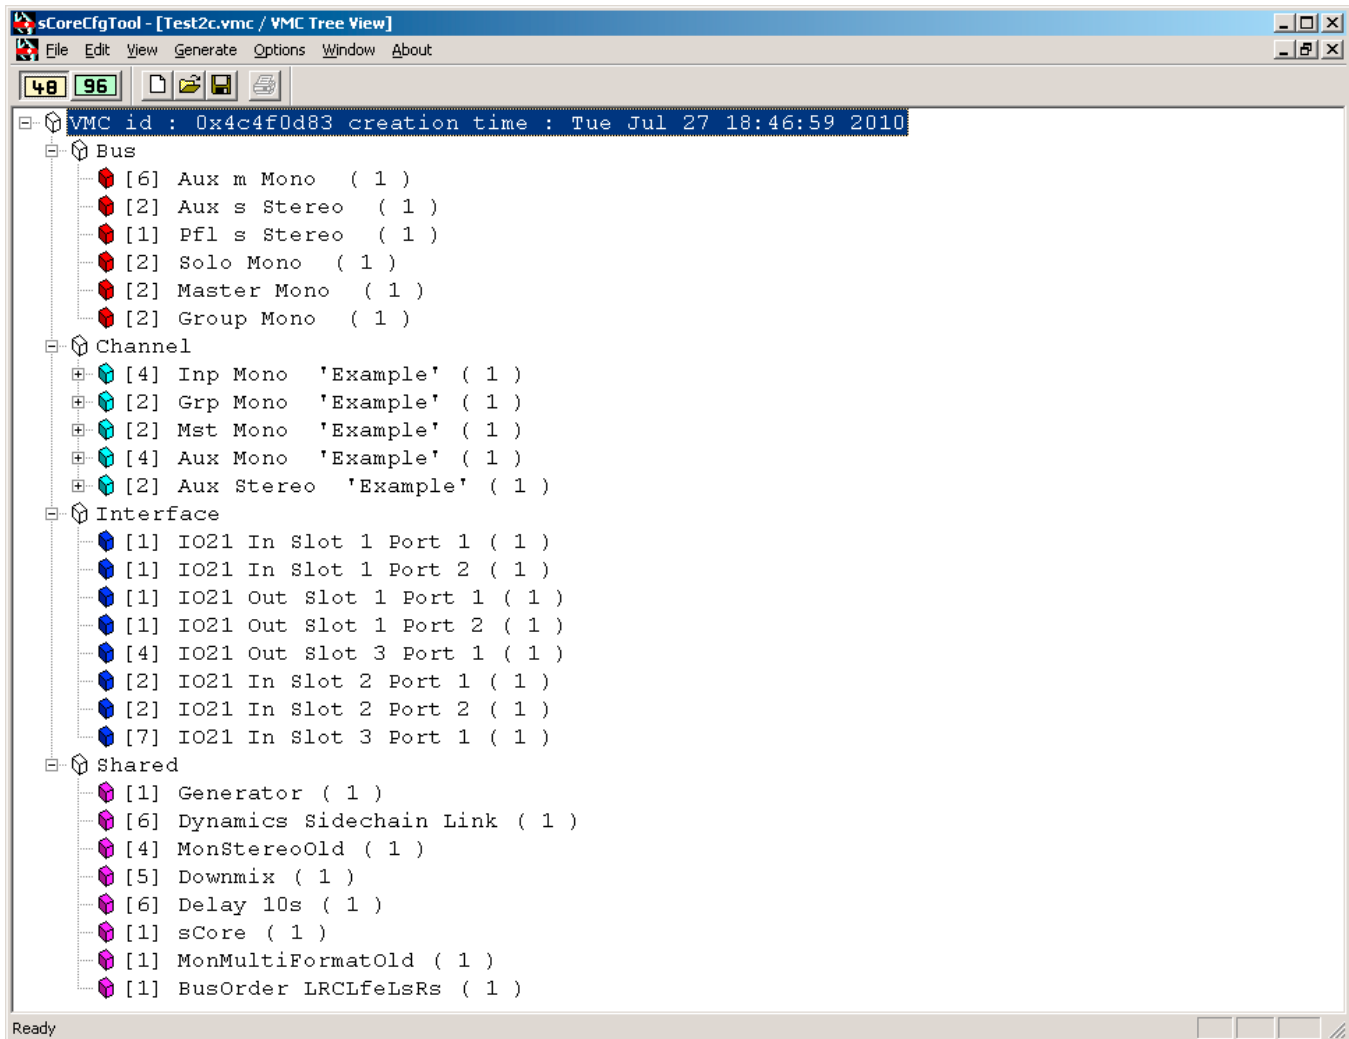 sCoreCfgTool - [Test2c.vmc / VMC Tree View]
File Edit View Generate Options Window About
48 96
VMC id : 0x4c4f0d83 creation time : Tue Jul 27 18:46:59 2010
Bus
[6] Aux m Mono ( 1 )
[2] Aux s Stereo ( 1 )
[1] Pfl s Stereo ( 1 )
[2] Solo Mono ( 1 )
[2] Master Mono ( 1 )
[2] Group Mono ( 1 )
Channel
[4] Inp Mono 'Example' ( 1 )
[2] Grp Mono 'Example' ( 1 )
[2] Mst Mono 'Example' ( 1 )
[4] Aux Mono 'Example' ( 1 )
[2] Aux Stereo 'Example' ( 1 )
Interface
[1] IO21 In Slot 1 Port 1 ( 1 )
[1] IO21 In Slot 1 Port 2 ( 1 )
[1] IO21 Out Slot 1 Port 1 ( 1 )
[1] IO21 Out Slot 1 Port 2 ( 1 )
[4] IO21 Out Slot 3 Port 1 ( 1 )
[2] IO21 In Slot 2 Port 1 ( 1 )
[2] IO21 In Slot 2 Port 2 ( 1 )
[7] IO21 In Slot 3 Port 1 ( 1 )
Shared
[1] Generator ( 1 )
[6] Dynamics Sidechain Link ( 1 )
[4] MonStereoOld ( 1 )
[5] Downmix ( 1 )
[6] Delay 10s ( 1 )
[1] sCore ( 1 )
[1] MonMultiFormatOld ( 1 )
[1] BusOrder LRCLfeLsRs ( 1 )
Ready